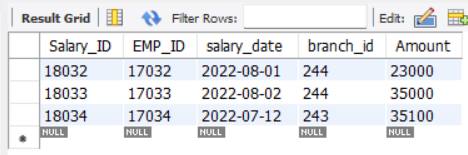 Result Grid Filter Rows: Edit:
Salary_ID EMP_ID salary_date branch_id Amount
18032 17032 2022-08-01 244 23000
18033 17033 2022-08-02 244 35000
18034 17034 2022-07-12 243 35100
NULL NULL NULL NULL NULL